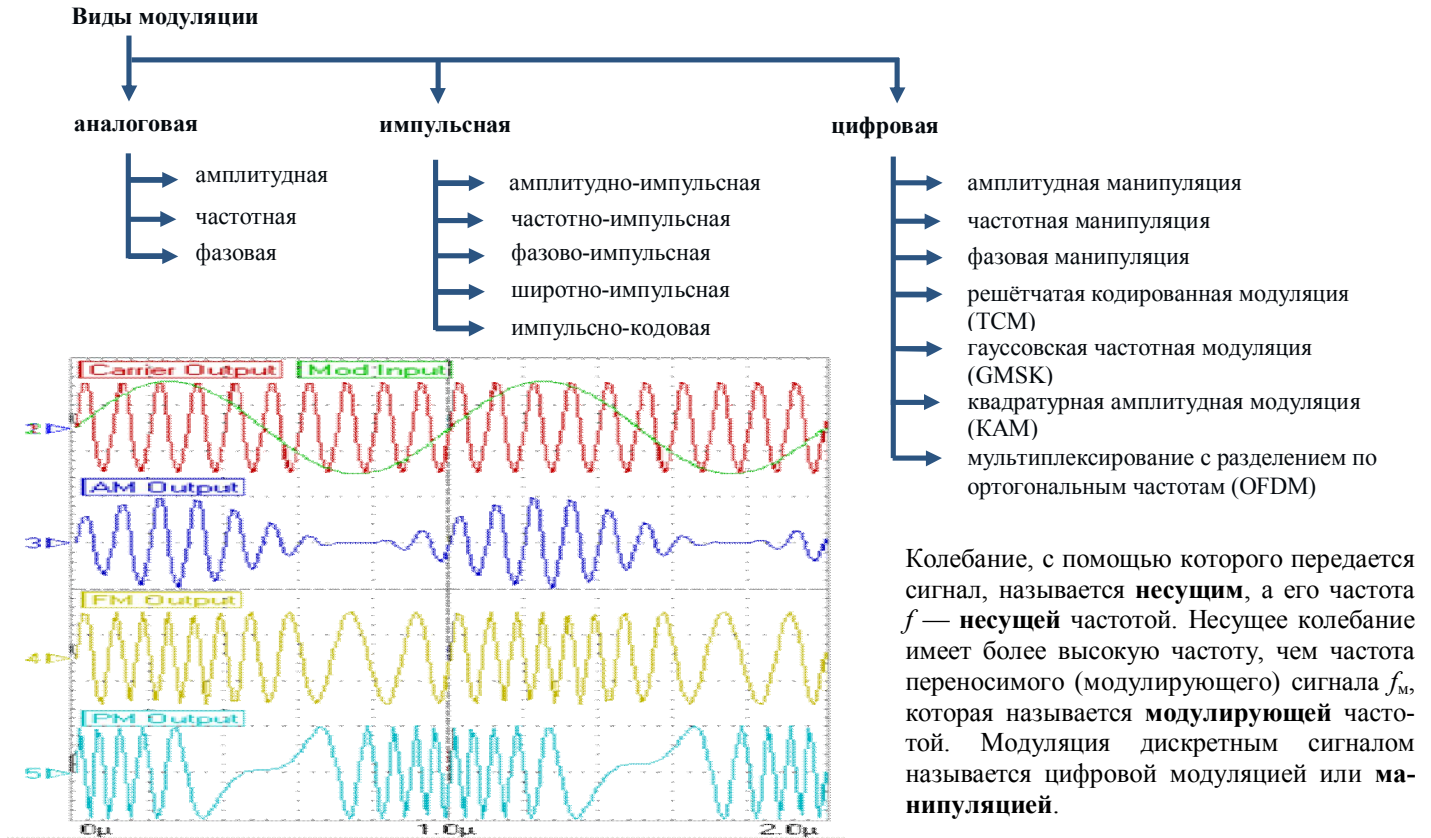 Виды модуляции
аналоговая
амплитудная
частотная
фазовая
импульсная
амплитудно-импульсная
частотно-импульсная
фазово-импульсная
широтно-импульсная
импульсно-кодовая
цифровая
амплитудная манипуляция
частотная манипуляция
фазовая манипуляция
решётчатая кодированная модуляция
(TCM)
гауссовская частотная модуляция
(GMSK)
квадратурная амплитудная модуляция
(КАМ)
мультиплексирование с разделением по
ортогональным частотам (OFDM)
Carrier Output Mod Input
AM Output
3
FM Output
4
PM Output
5
0µ 1.0µ 2.0µ
Колебание, с помощью которого передается
сигнал, называется несущим, а его частота
f — несущей частотой. Несущее колебание
имеет более высокую частоту, чем частота
переносимого (модулирующего) сигнала fм,
которая называется модулирующей часто-
той. Модуляция дискретным сигналом
называется цифровой модуляцией или ма-
нипуляцией.